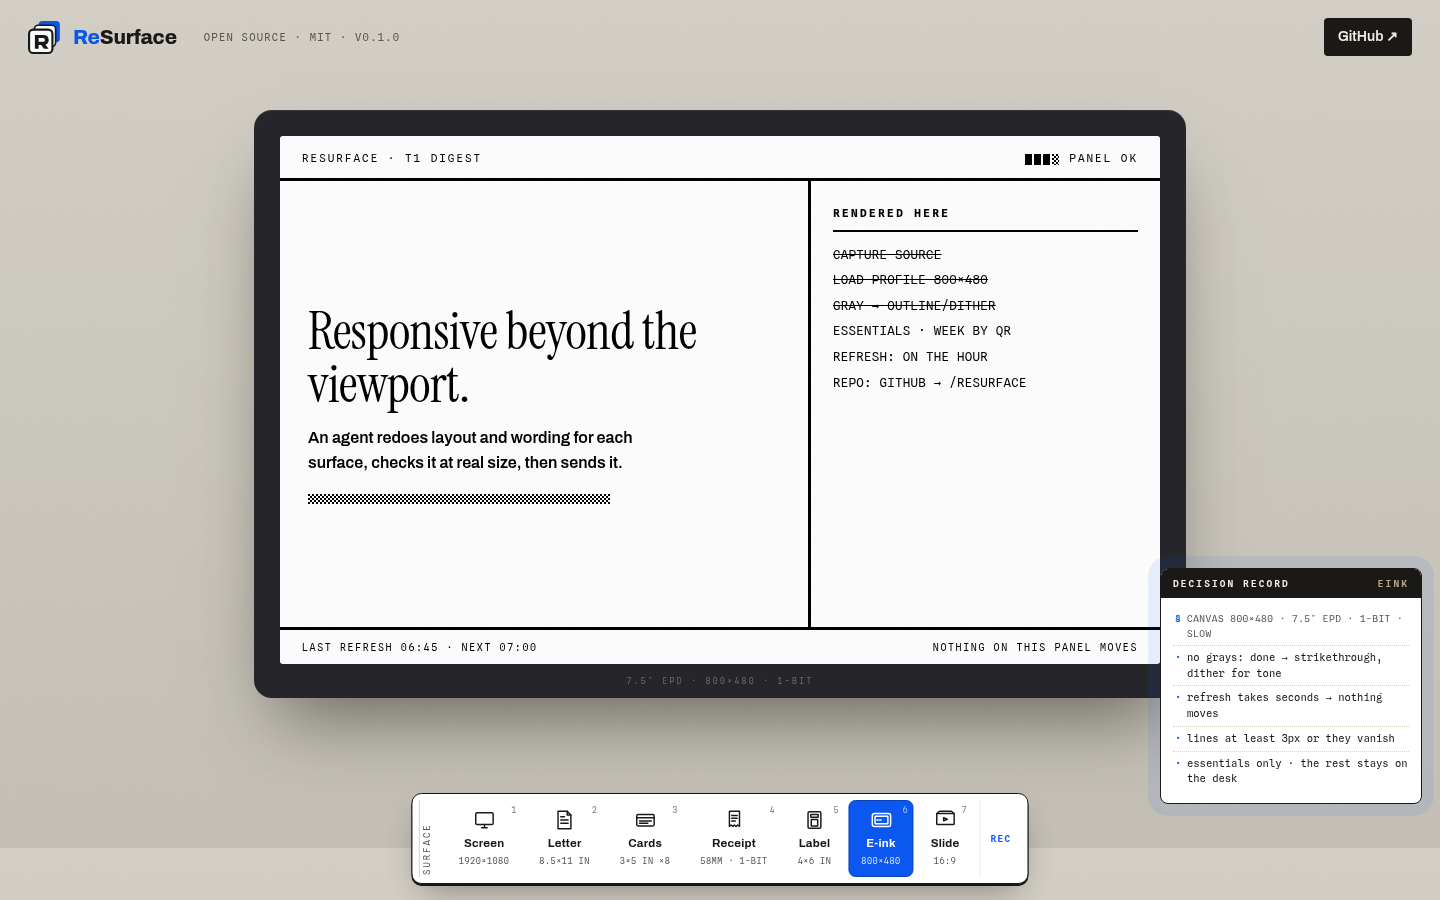 R
ReSurface
OPEN SOURCE · MIT · V0.1.0
GitHub ↗
RESURFACE · T1 DIGEST
PANEL OK
Responsive beyond the
viewport.
An agent redoes layout and wording for each
surface, checks it at real size, then sends it.
RENDERED HERE
CAPTURE SOURCE
LOAD PROFILE 800×480
GRAY → OUTLINE/DITHER
ESSENTIALS · WEEK BY QR
REFRESH: ON THE HOUR
REPO: GITHUB → /RESURFACE
LAST REFRESH 06:45 · NEXT 07:00
NOTHING ON THIS PANEL MOVES
7.5″ EPD · 800×480 · 1-BIT
DECISION RECORD
EINK
§ CANVAS 800×480 · 7.5″ EPD · 1-BIT ·
SLOW
· no grays: done → strikethrough,
dither for tone
· refresh takes seconds → nothing
moves
· lines at least 3px or they vanish
· essentials only · the rest stays on
the desk
SURFACE
1
Screen
1920×1080
2
Letter
8.5×11 IN
3
Cards
3×5 IN ×8
4
Receipt
58MM · 1-BIT
5
Label
4×6 IN
6
E-ink
800×480
7
Slide
16:9
REC